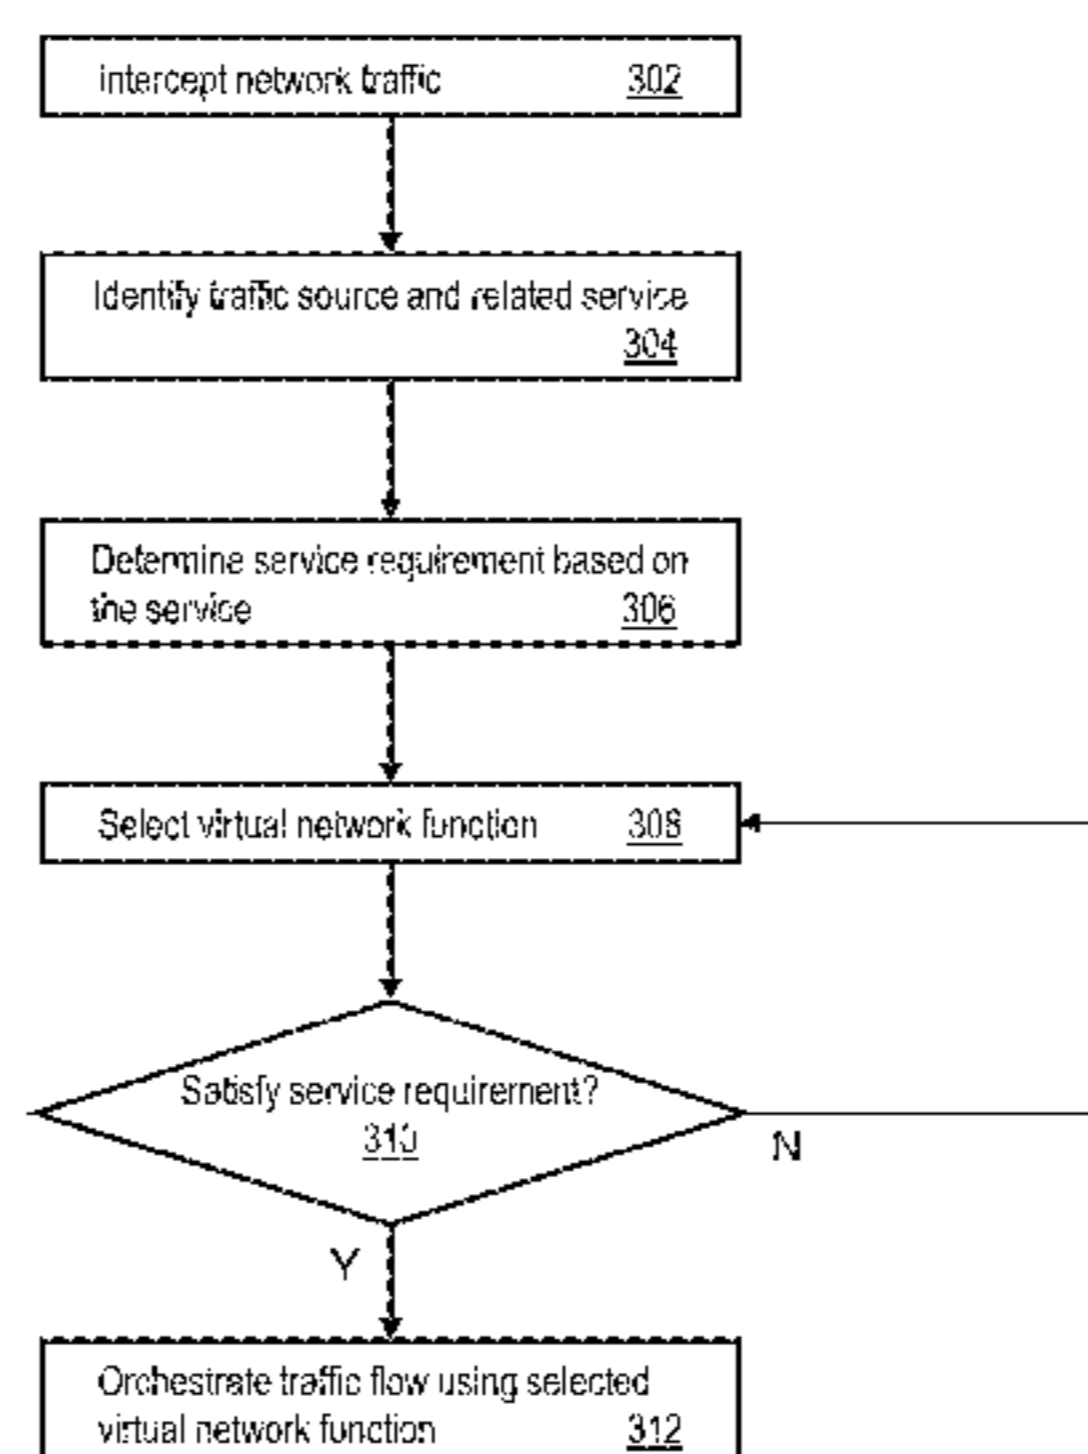 Intercept network traffic 302
Identify traffic source and related service
304
Determine service requirement based on
the service 306
Select virtual network function 308
Satisfy service requirement?
310
N
Y
Orchestrate traffic flow using selected
virtual network function 312